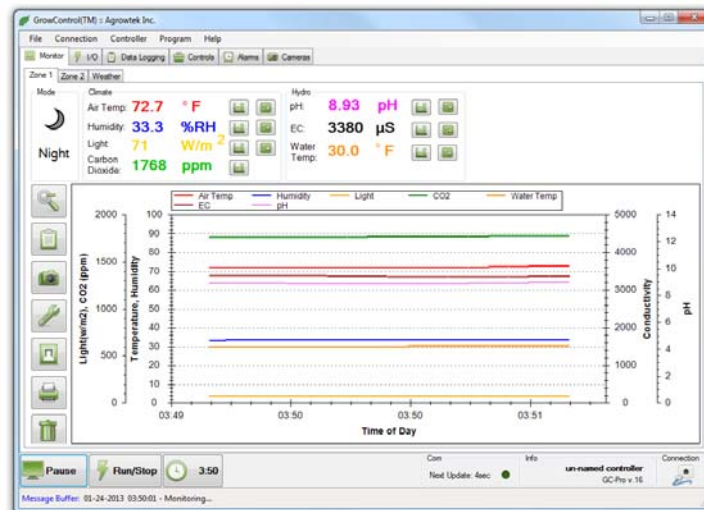 GrowControl(TM) :: Agrowtek Inc.
File Connection Controller Program Help
Monitor I/O Data Logging Controls Alarms Cameras
Zone 1 Zone 2 Weather
Mode Climate Hydro
Air Temp: 72.7 ° F pH: 8.93 pH
Humidity: 33.3 %RH EC: 3380 µS
Night Light: 71 W/m 2 Water Temp: 30.0 ° F
Carbon Dioxide: 1768 ppm
Air Temp Humidity Light CO2 Water Temp
EC pH
2000 100 5000 14
90 12
80 4000
1500 70 10
60 3000 8
1000 50
40 2000 6
500 30 4
20 1000
10 2
0 0 0 0
Light(w/m2), CO2 (ppm)
Temperature, Humidity
Conductivity
pH
03:49 03:50 03:50 03:51
Time of Day
Pause Run/Stop 3:50
Com Info Connection
Next Update: 4sec un-named controller
GC-Pro v.16
Message Buffer: 01-24-2013 03:50:01 - Monitoring...